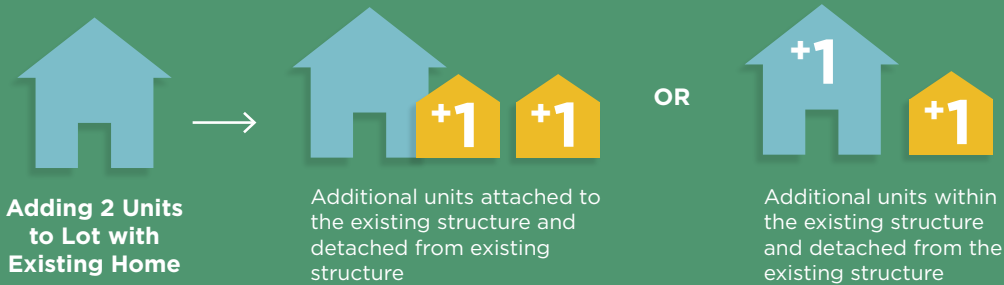 +1
+1
OR
+1
+1
Adding 2 Units
to Lot with
Existing Home
Additional units attached to
the existing structure and
detached from existing
structure
Additional units within
the existing structure
and detached from the
existing structure